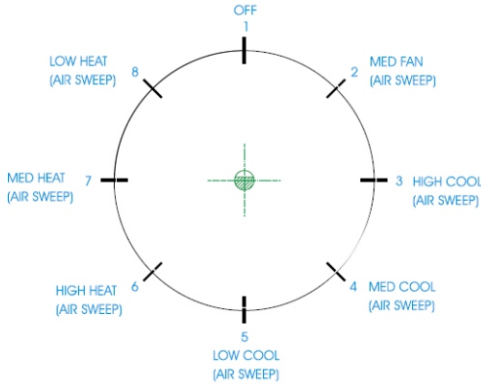 OFF
1
2 MED FAN
(AIR SWEEP)
3 HIGH COOL
(AIR SWEEP)
4 MED COOL
(AIR SWEEP)
5
LOW COOL
(AIR SWEEP)
HIGH HEAT 6
(AIR SWEEP)
MED HEAT 7
(AIR SWEEP)
LOW HEAT 8
(AIR SWEEP)